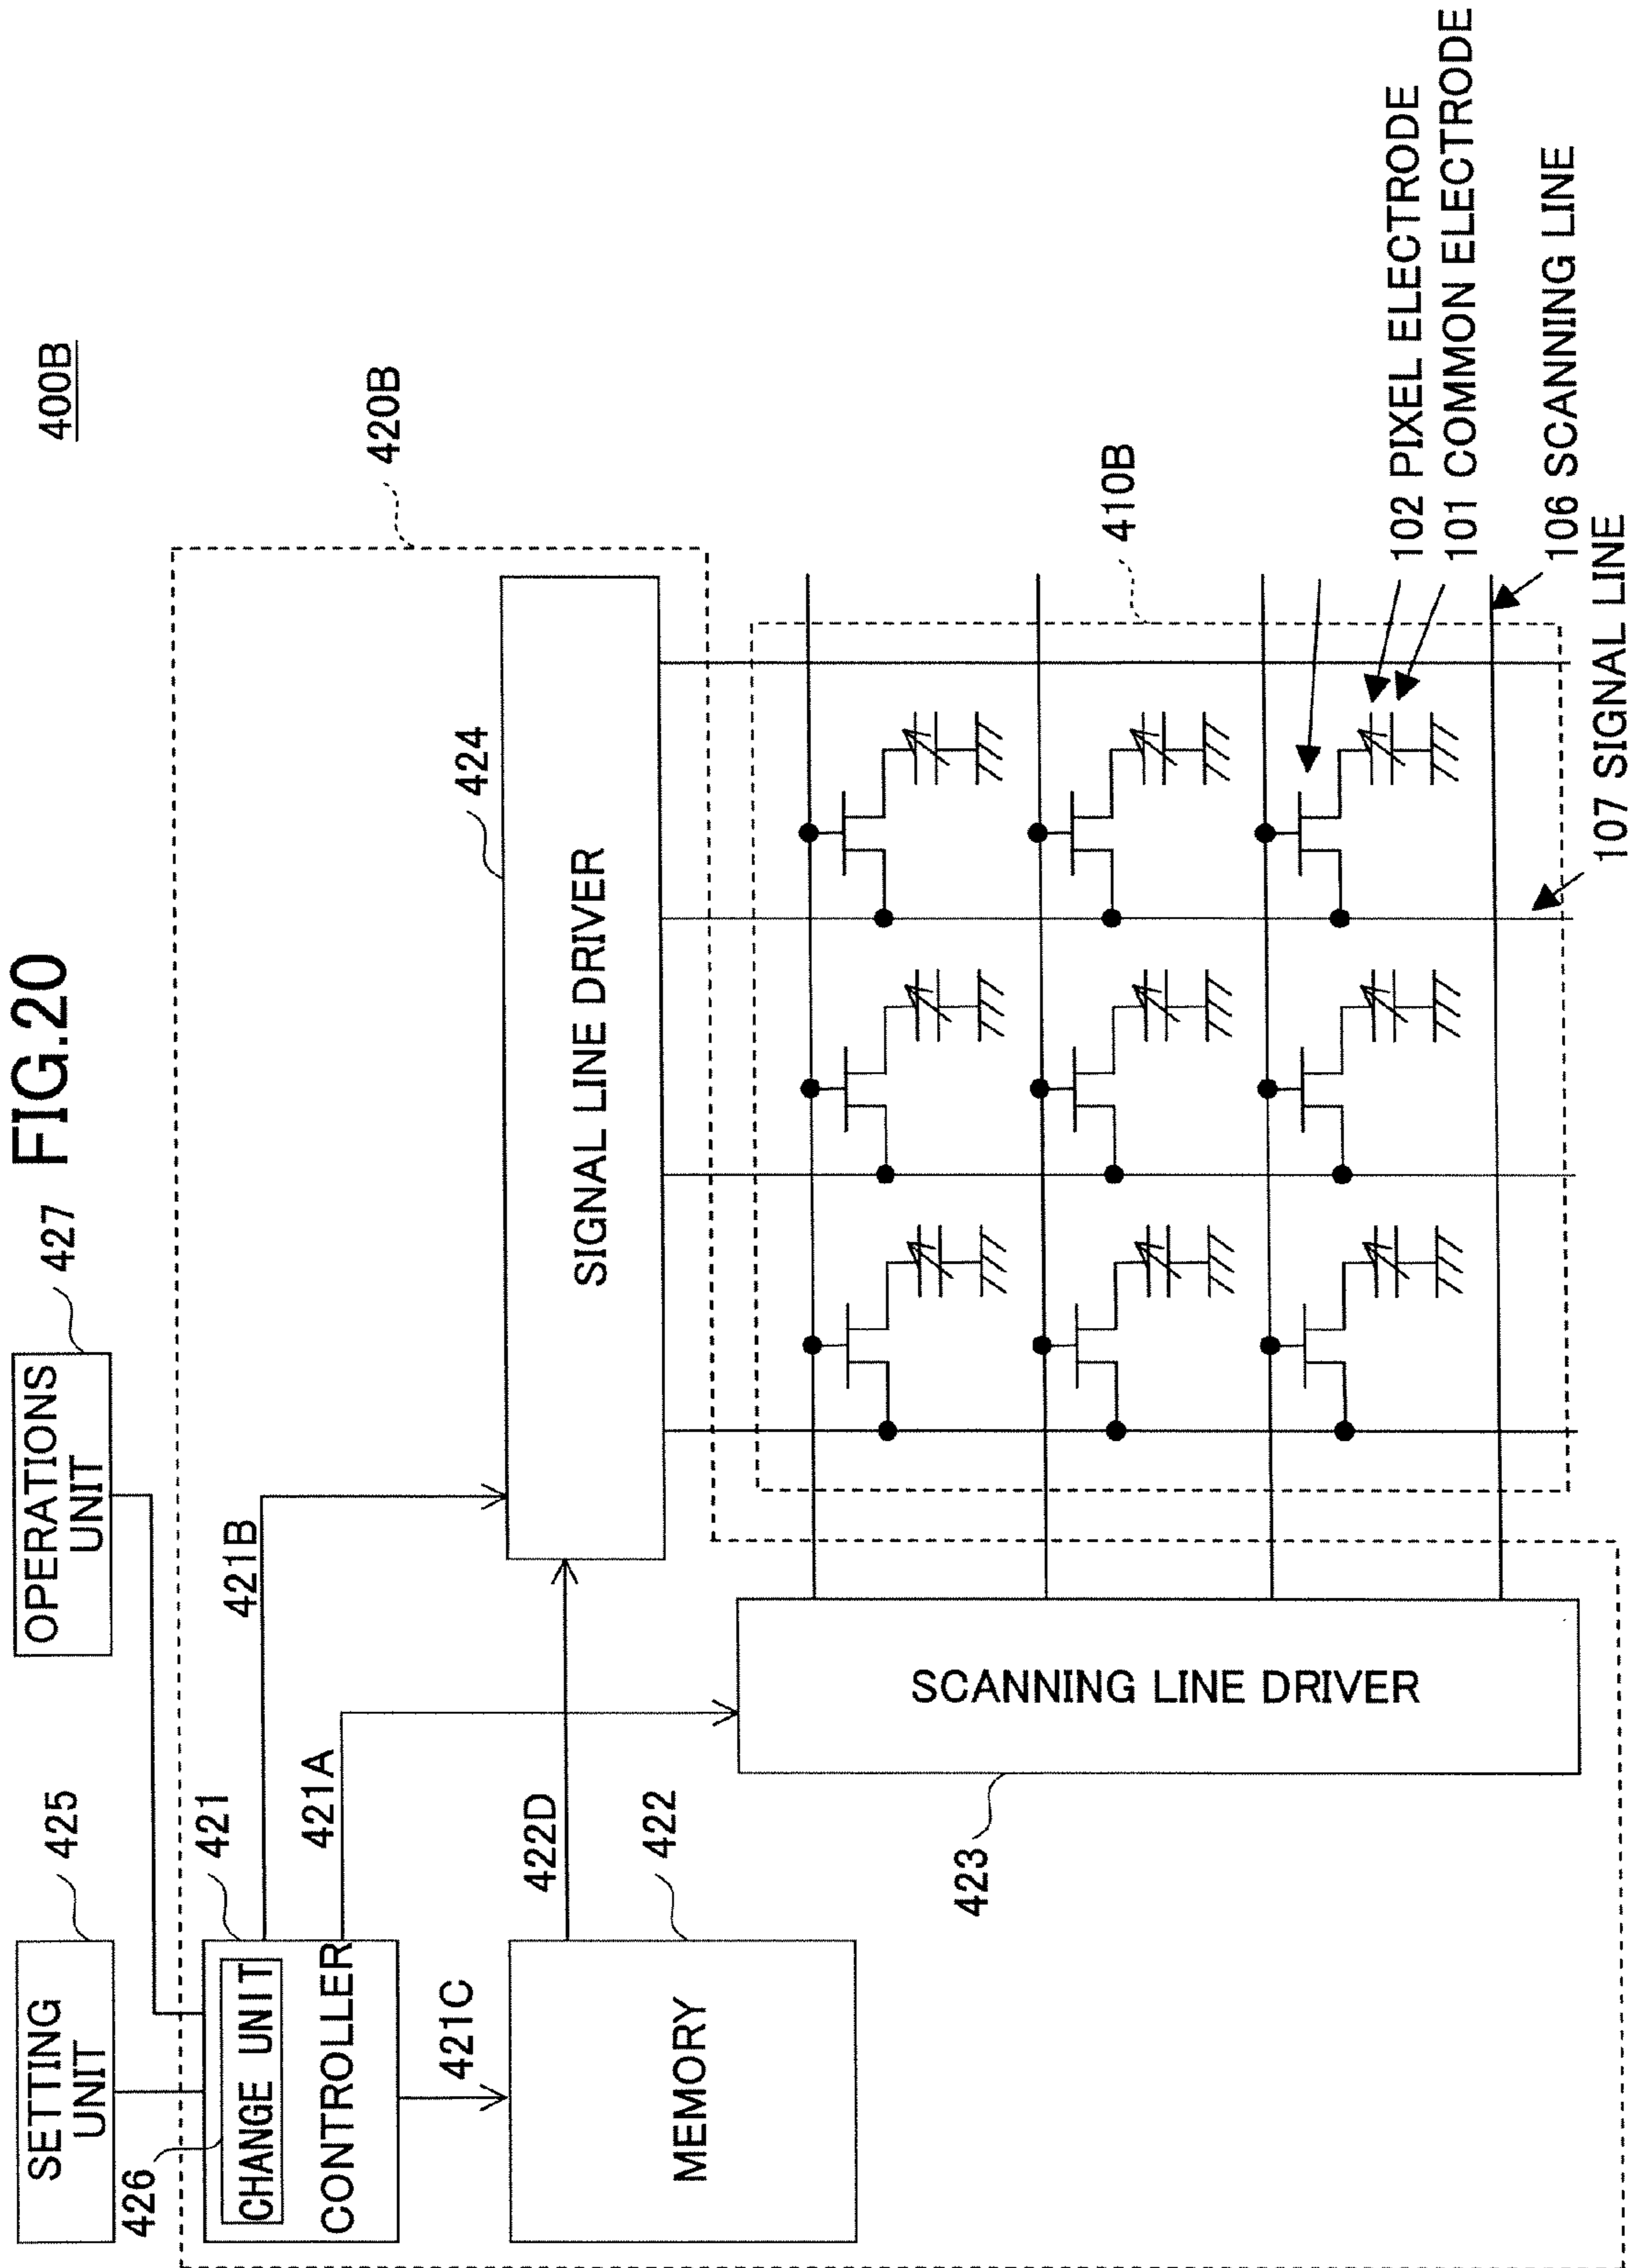 FIG.20
400B
SETTING
UNIT
425
OPERATIONS
UNIT
427
420B
426
CHANGE UNIT
CONTROLLER
421
421B
421A
421C
422D
MEMORY
422
SIGNAL LINE DRIVER
424
SCANNING LINE DRIVER
423
410B
102 PIXEL ELECTRODE
101 COMMON ELECTRODE
106 SCANNING LINE
107 SIGNAL LINE